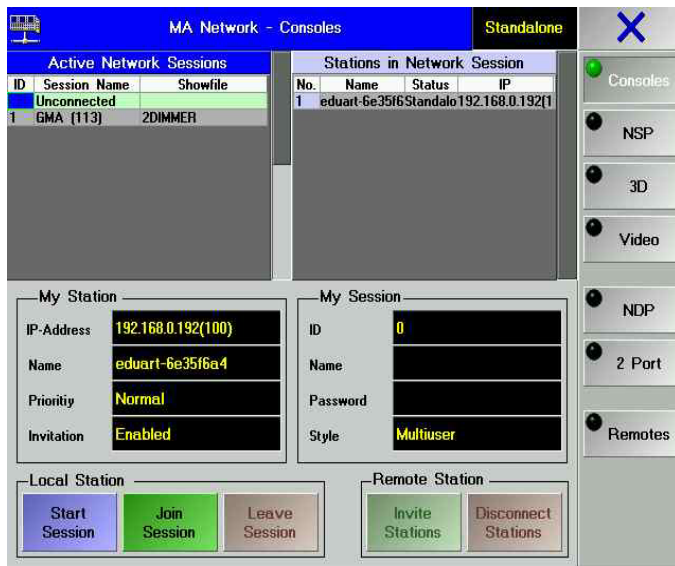 MA Network - Consoles
Standalone
Active Network Sessions
ID Session Name Showfile
Unconnected
1 GMA (113) 2DIMMER
Stations in Network Session
No. Name Status IP
1 eduart-6e35f6 Standalo 192.168.0.192(1
Consoles
NSP
3D
Video
NDP
2 Port
Remotes
My Station
IP-Address 192.168.0.192(100)
Name eduart-6e35f6a4
Prioritiy Normal
Invitation Enabled
My Session
ID 0
Name
Password
Style Multiuser
Local Station
Start
Session
Join
Session
Leave
Session
Remote Station
Invite
Stations
Disconnect
Stations